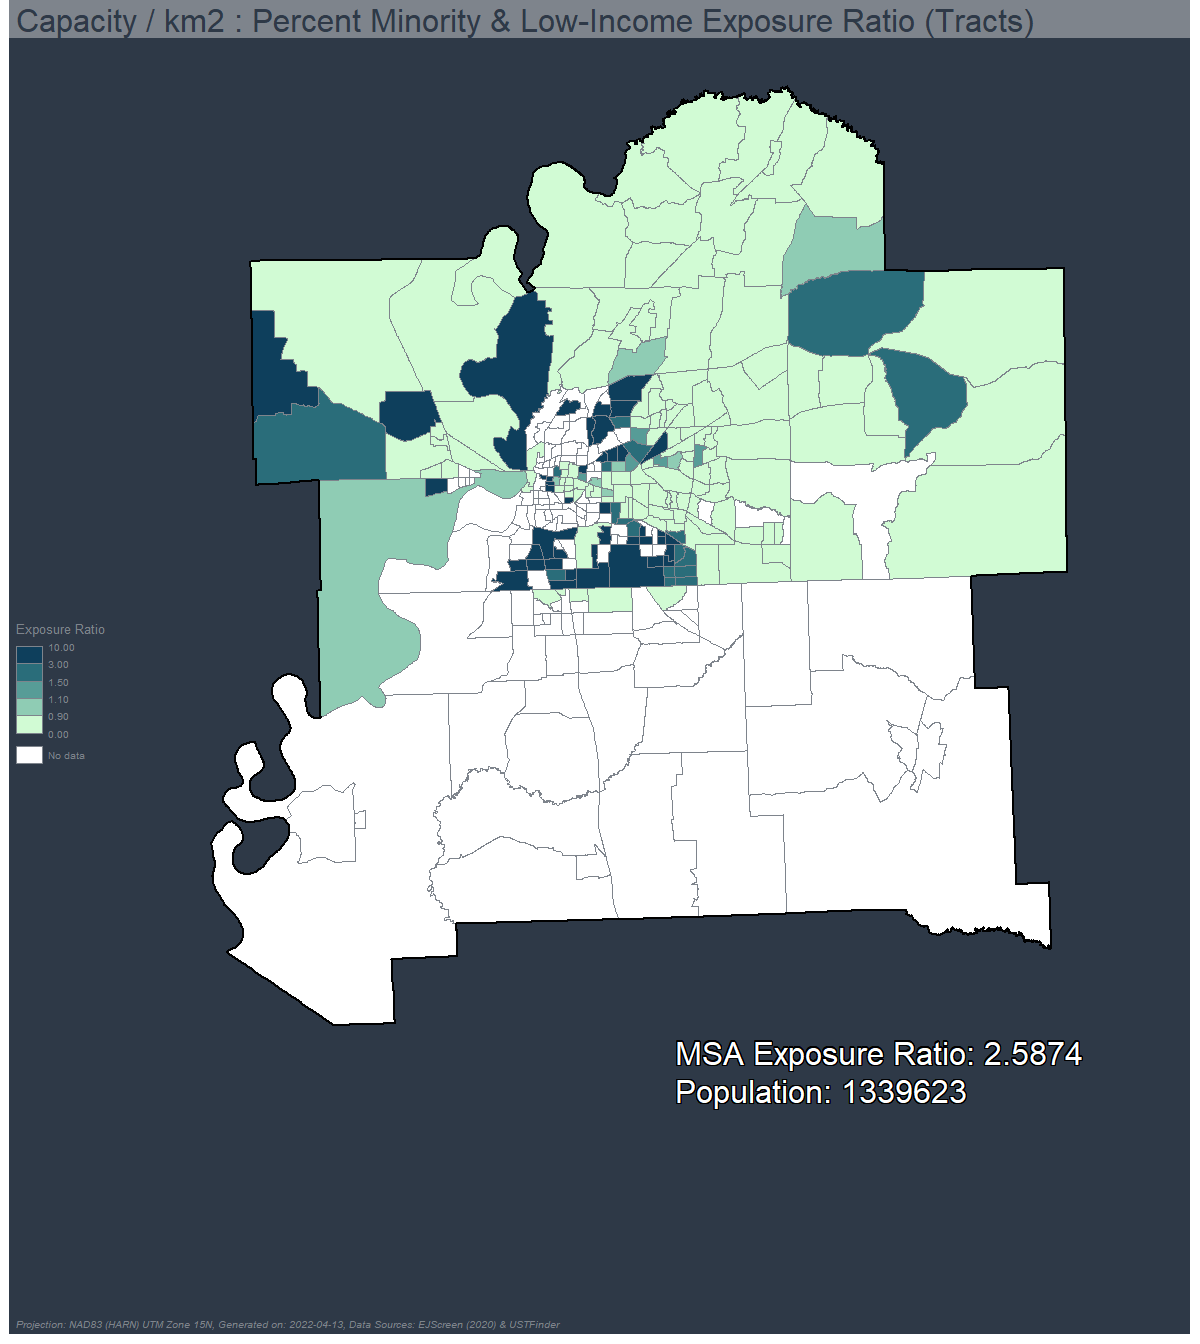 Capacity / km2 : Percent Minority & Low-Income Exposure Ratio (Tracts)
Exposure Ratio
10.00
3.00
1.50
1.10
0.90
0.00
No data
MSA Exposure Ratio: 2.5874
Population: 1339623
Projection: NAD83 (HARN) UTM Zone 15N, Generated on: 2022-04-13, Data Sources: EJScreen (2020) & USTFinder